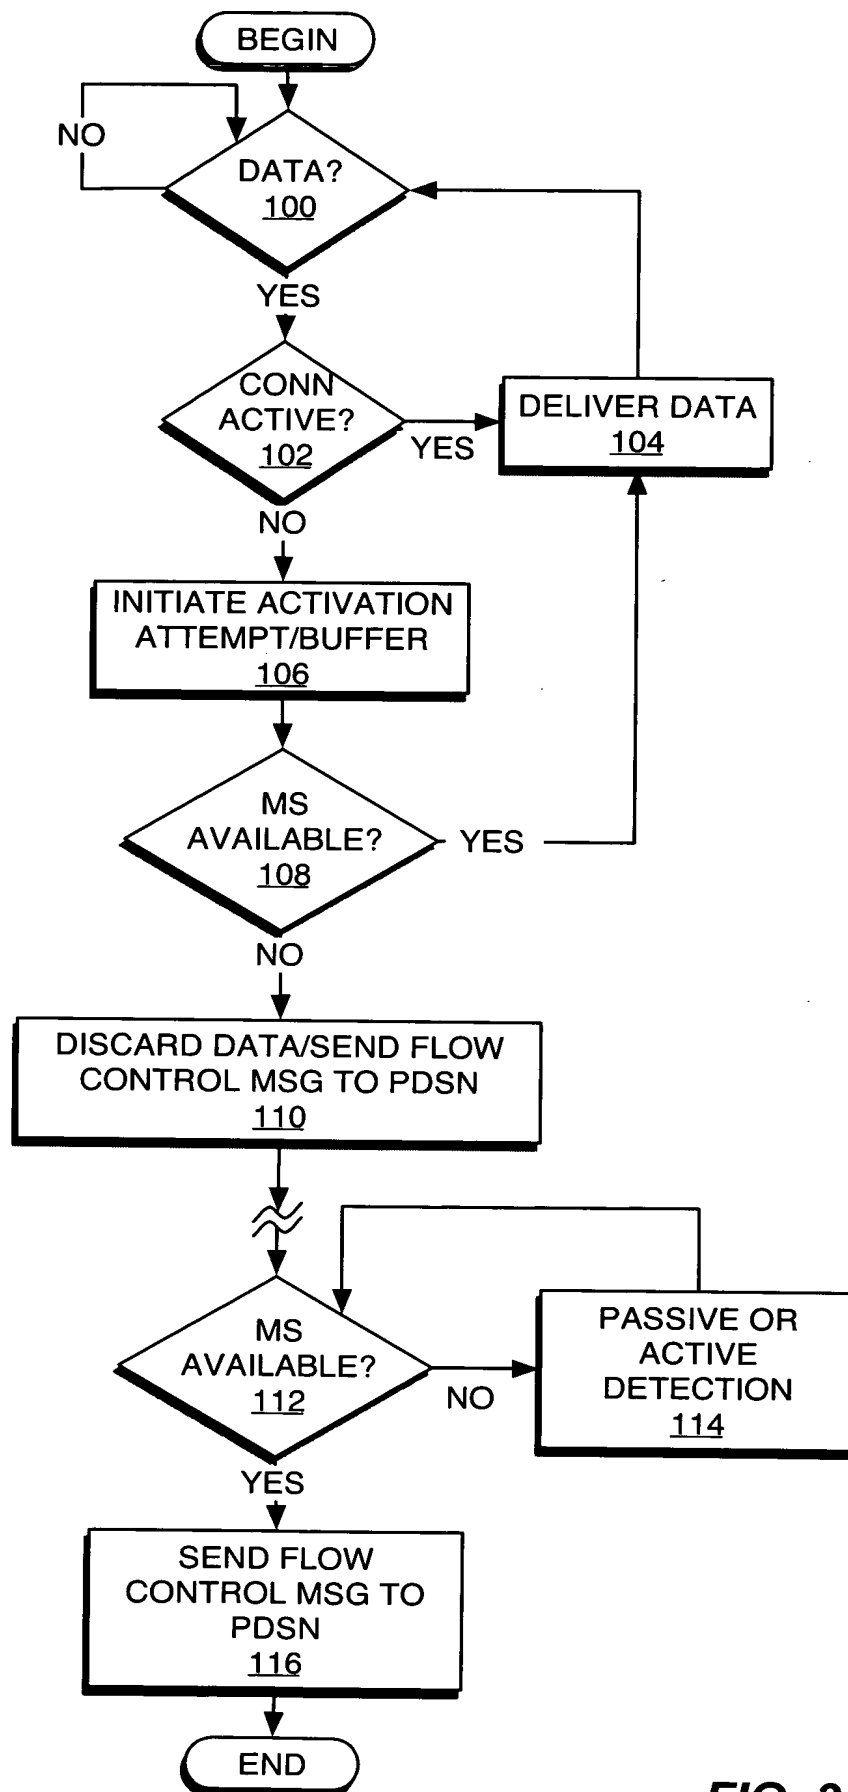 BEGIN
NO
DATA?
100
YES
CONN
ACTIVE?
102
YES
DELIVER DATA
104
NO
INITIATE ACTIVATION
ATTEMPT/BUFFER
106
MS
AVAILABLE?
108
YES
NO
DISCARD DATA/SEND FLOW
CONTROL MSG TO PDSN
110
MS
AVAILABLE?
112
NO
PASSIVE OR
ACTIVE
DETECTION
114
YES
SEND FLOW
CONTROL MSG TO
PDSN
116
END
FIG.